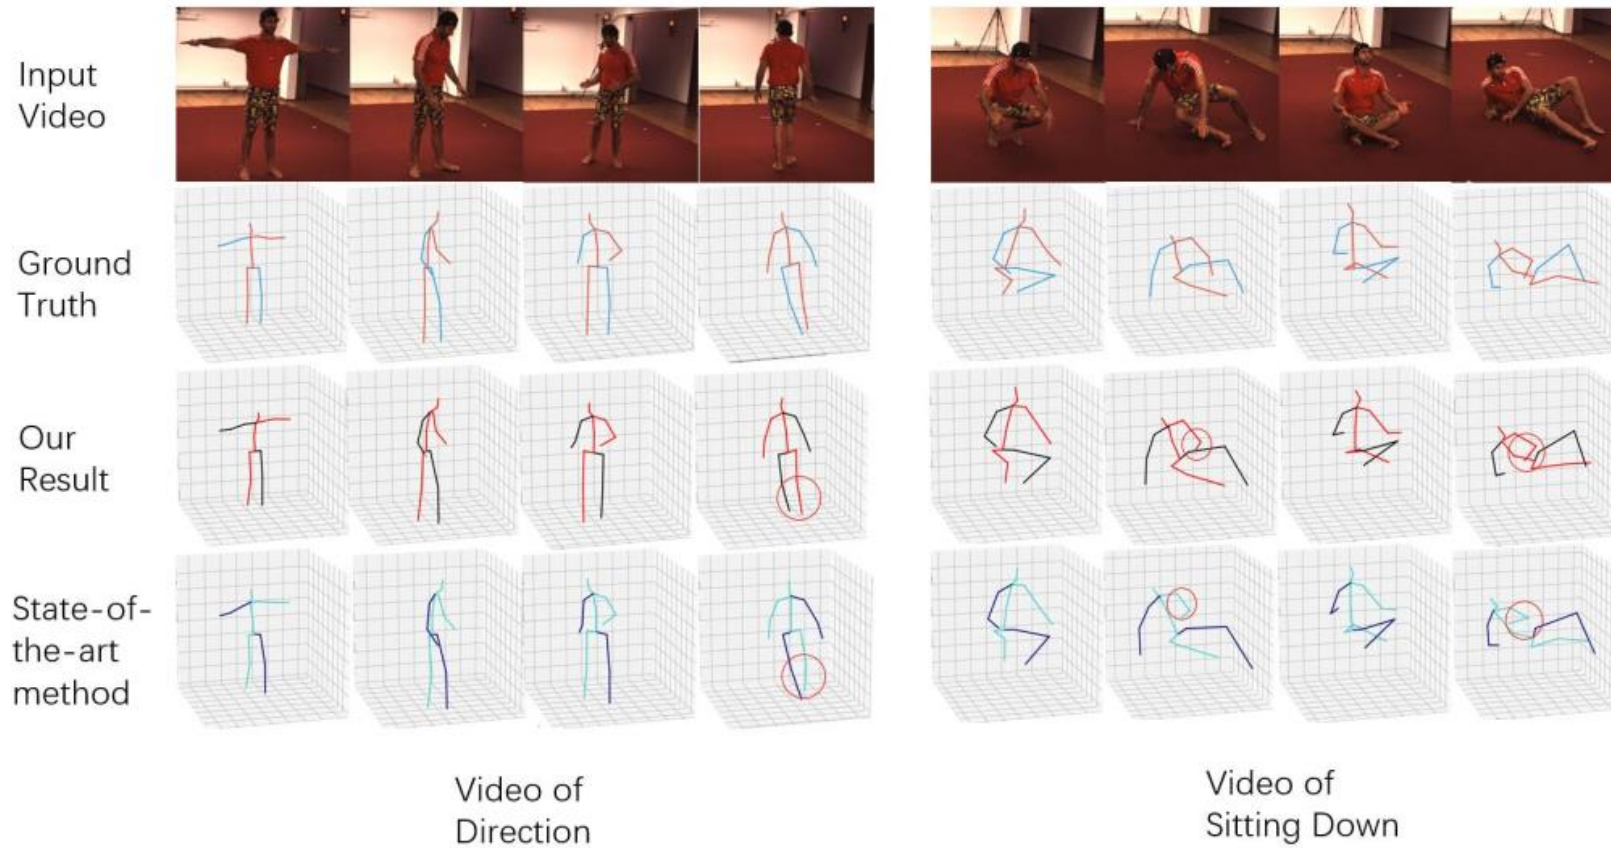 Input
Video
Ground
Truth
Our
Result
State-of-
the-art
method
Video of
Direction
Video of
Sitting Down